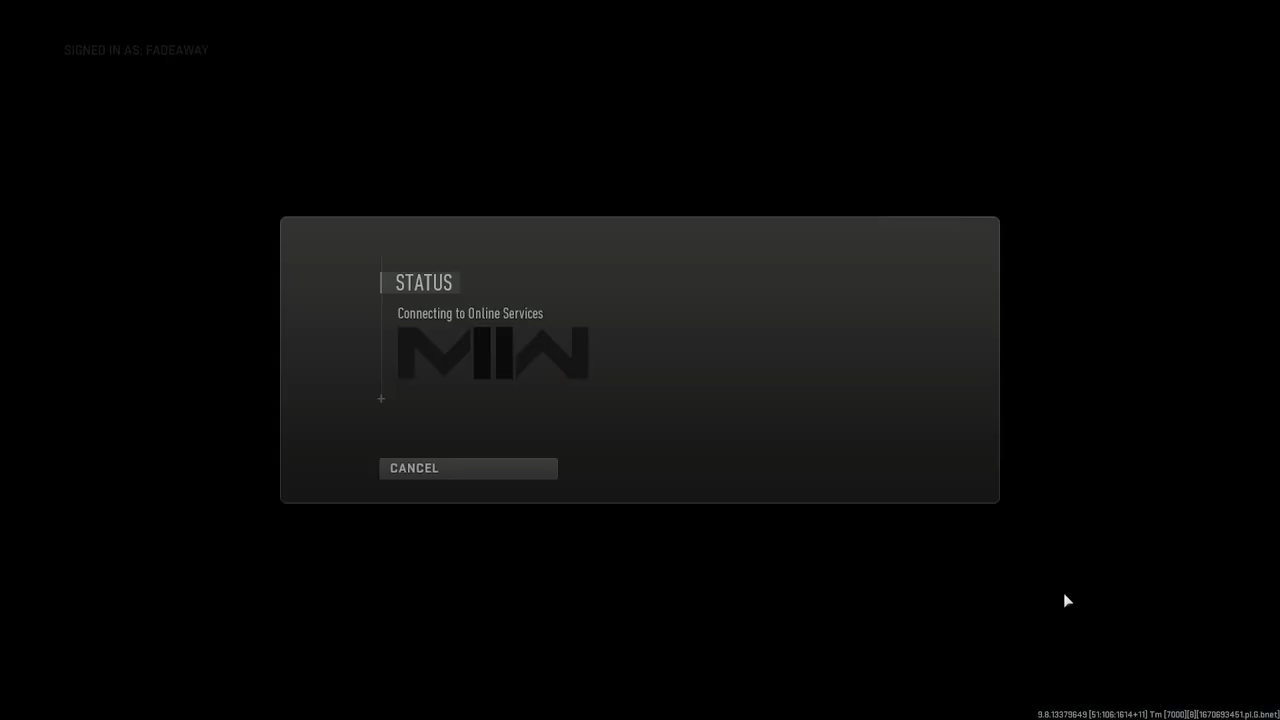 SIGNED IN AS: FADEAWAY
STATUS
Connecting to Online Services
MIIW
CANCEL
9.8.13379649 [51:106:1614+11] Tm [7000][8][1670693451.pl.G.bnet]